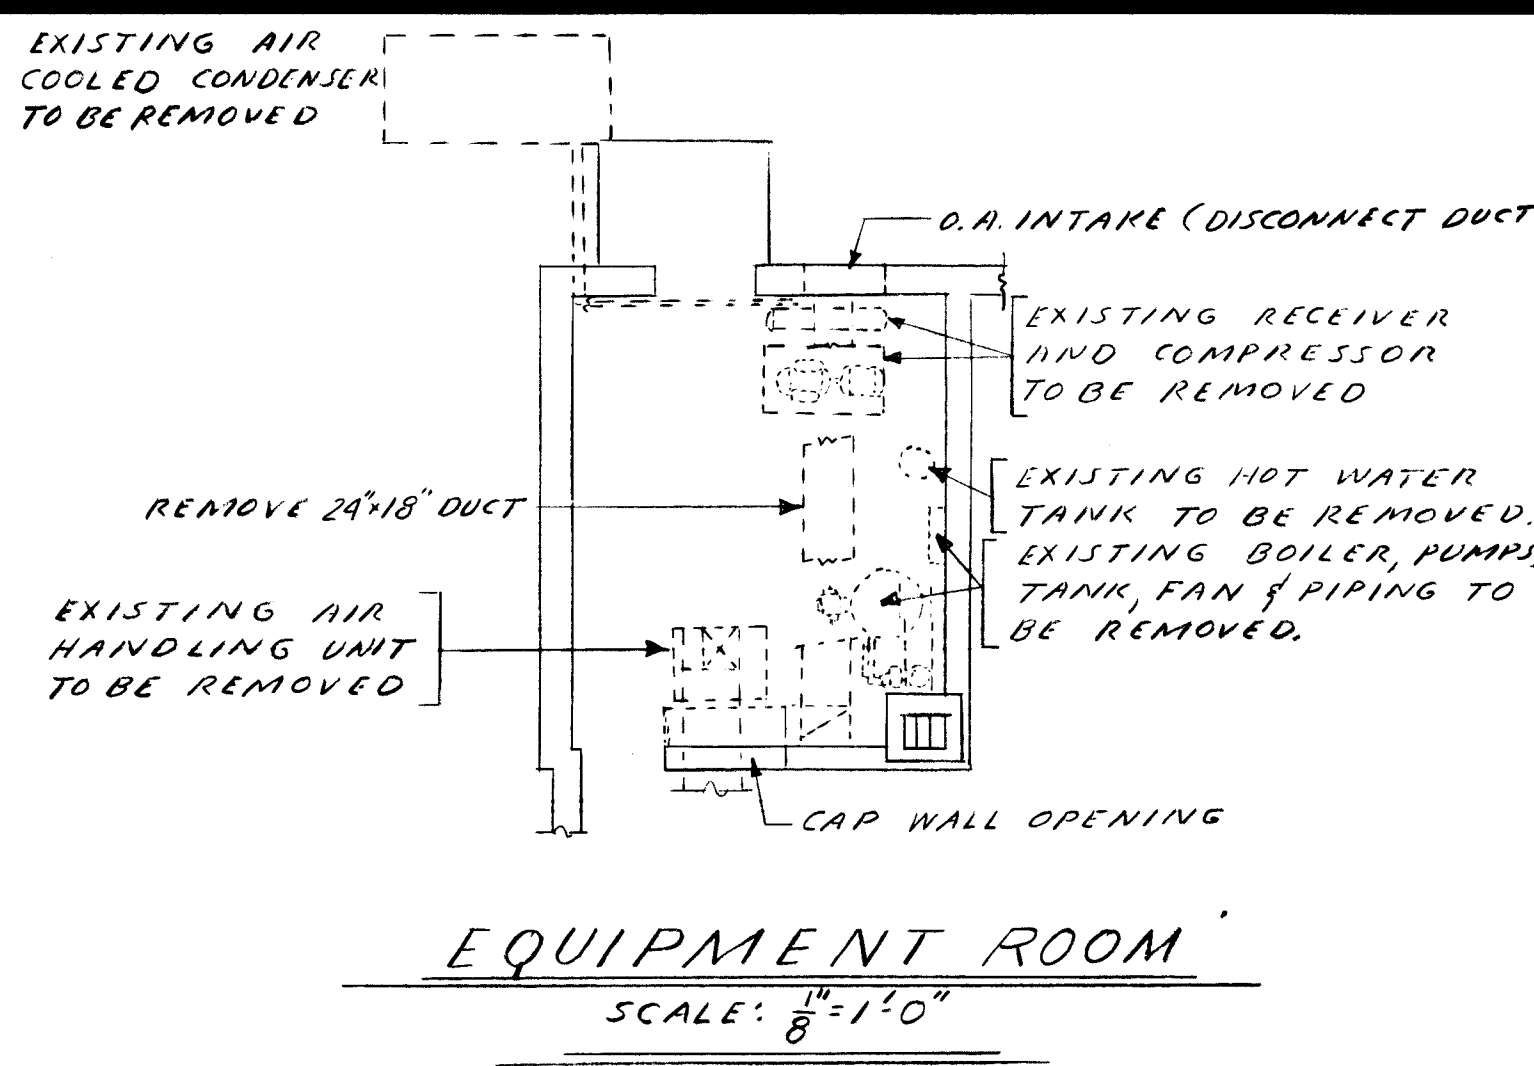 EXISTING AIR
COOLED CONDENSER
TO BE REMOVED
O.A. INTAKE (DISCONNECT DUCT
EXISTING RECEIVER
AND COMPRESSOR
TO BE REMOVED
EXISTING HOT WATER
TANK TO BE REMOVED.
REMOVE 24"x18" DUCT
EXISTING BOILER, PUMPS,
TANK, FAN & PIPING TO
BE REMOVED.
EXISTING AIR
HANDLING UNIT
TO BE REMOVED
CAP WALL OPENING
EQUIPMENT ROOM
SCALE: 1/8"=1'-0"